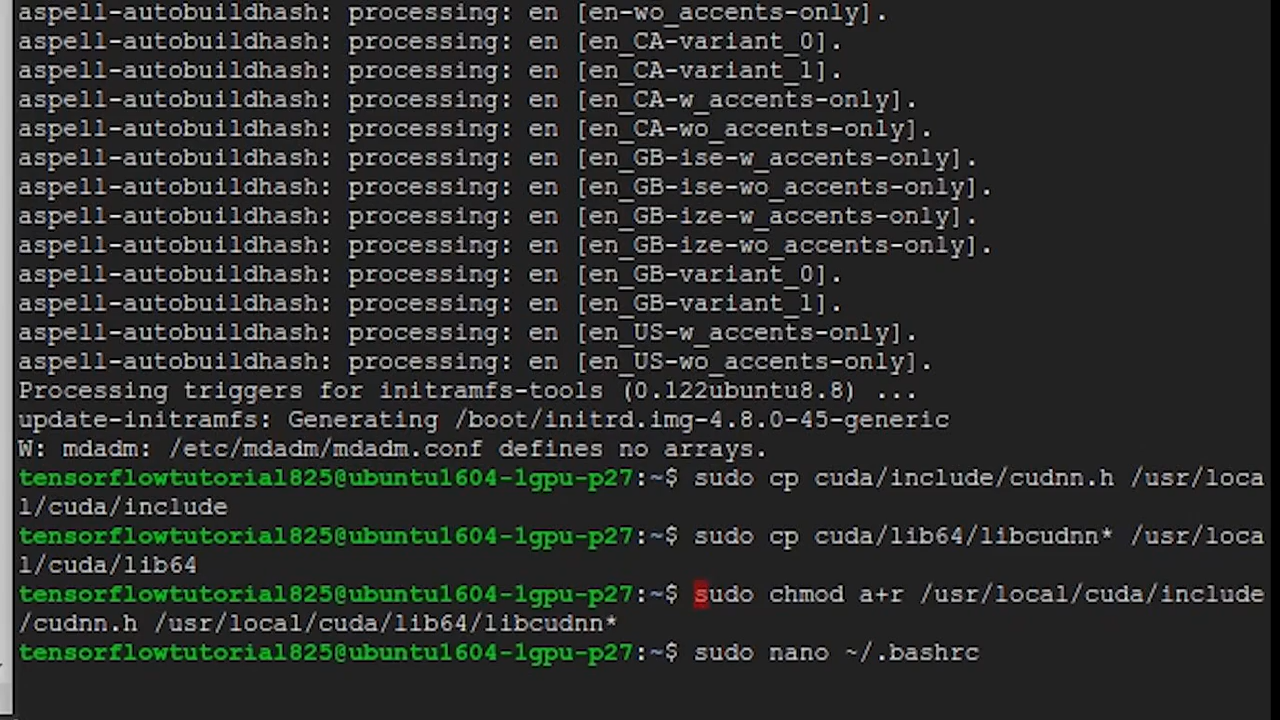 aspell-autobuildhash: processing: en [en-wo_accents-only].
aspell-autobuildhash: processing: en [en_CA-variant_0].
aspell-autobuildhash: processing: en [en_CA-variant_1].
aspell-autobuildhash: processing: en [en_CA-w_accents-only].
aspell-autobuildhash: processing: en [en_CA-wo_accents-only].
aspell-autobuildhash: processing: en [en_GB-ise-w_accents-only].
aspell-autobuildhash: processing: en [en_GB-ise-wo_accents-only].
aspell-autobuildhash: processing: en [en_GB-ize-w_accents-only].
aspell-autobuildhash: processing: en [en_GB-ize-wo_accents-only].
aspell-autobuildhash: processing: en [en_GB-variant_0].
aspell-autobuildhash: processing: en [en_GB-variant_1].
aspell-autobuildhash: processing: en [en_US-w_accents-only].
aspell-autobuildhash: processing: en [en_US-wo_accents-only].
Processing triggers for initramfs-tools (0.122ubuntu8.8) ...
update-initramfs: Generating /boot/initrd.img-4.8.0-45-generic
W: mdadm: /etc/mdadm/mdadm.conf defines no arrays.
tensorflowtutorial825@ubuntu1604-1gpu-p27:~$ sudo cp cuda/include/cudnn.h /usr/loca
l/cuda/include
tensorflowtutorial825@ubuntu1604-1gpu-p27:~$ sudo cp cuda/lib64/libcudnn* /usr/loca
l/cuda/lib64
tensorflowtutorial825@ubuntu1604-1gpu-p27:~$ sudo chmod a+r /usr/local/cuda/include
/cudnn.h /usr/local/cuda/lib64/libcudnn*
tensorflowtutorial825@ubuntu1604-1gpu-p27:~$ sudo nano ~/.bashrc